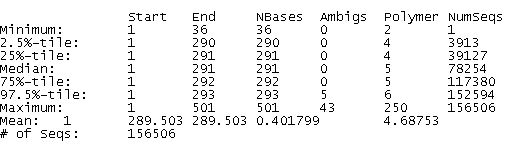 Start End NBases Ambigs Polymer NumSeqs
Minimum: 1 36 36 0 2 1
2.5%-tile: 1 290 290 0 4 3913
25%-tile: 1 291 291 0 4 39127
Median: 1 291 291 0 5 78254
75%-tile: 1 292 292 0 5 117380
97.5%-tile: 1 293 293 5 6 152594
Maximum: 1 501 501 43 250 156506
Mean: 1 289.503 289.503 0.401799 4.68753
# of Seqs: 156506